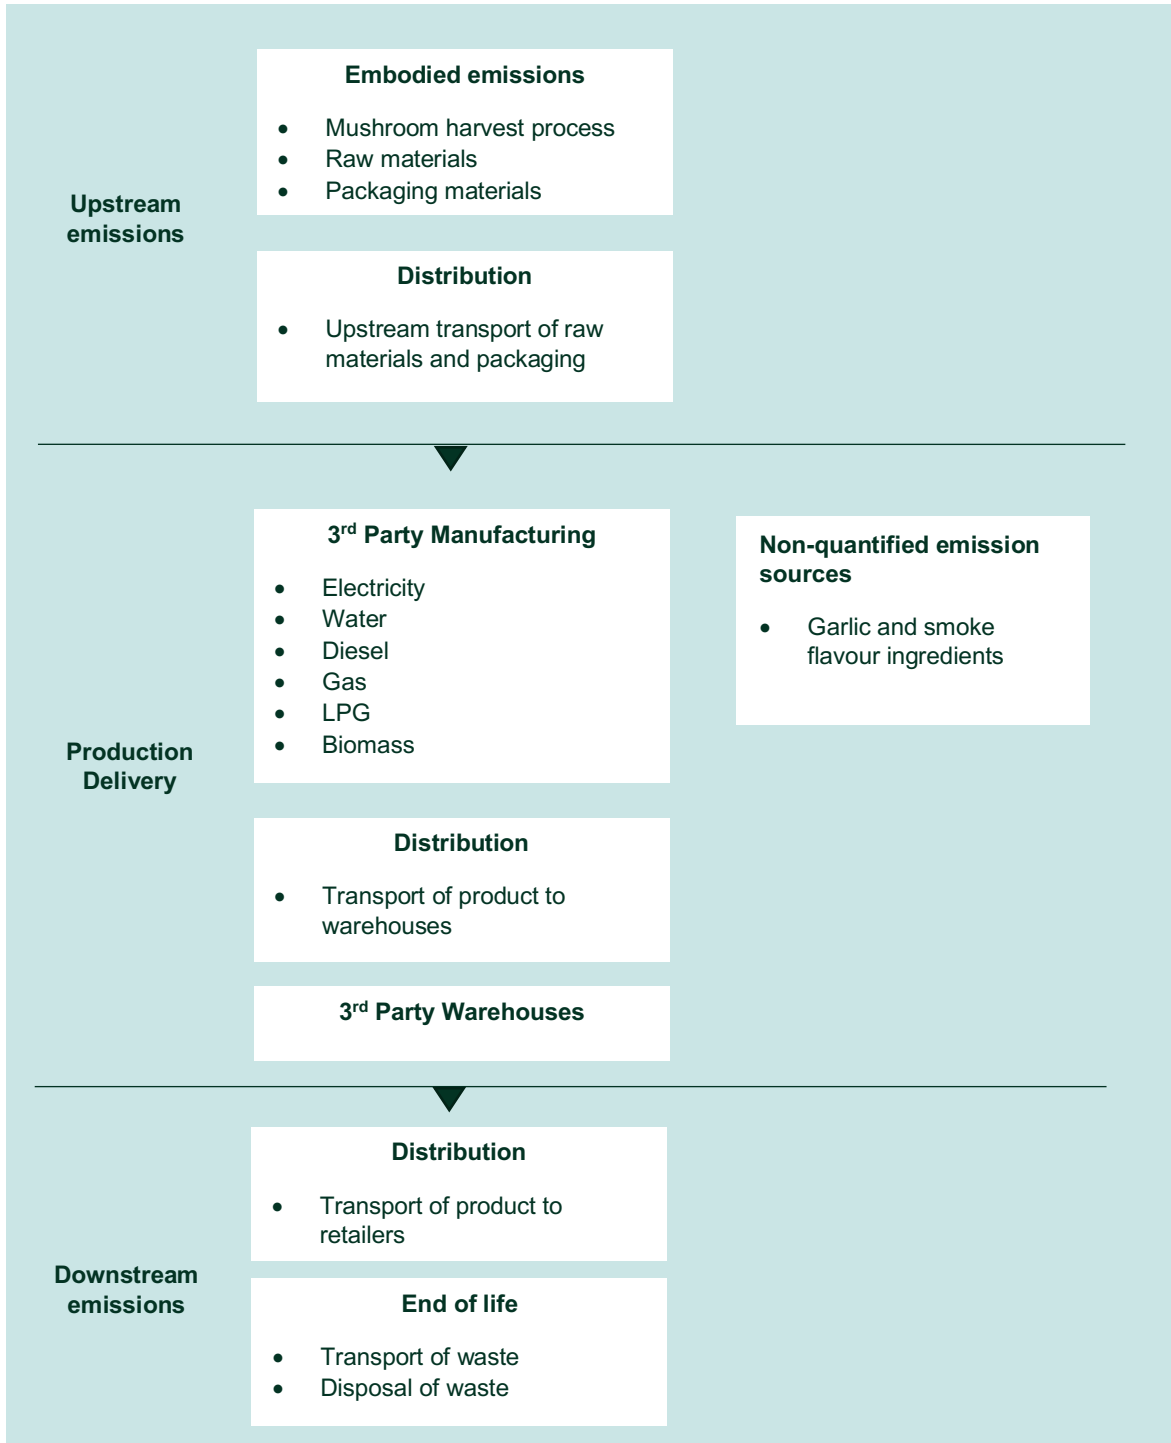 Upstream
emissions
Embodied emissions
• Mushroom harvest process
• Raw materials
• Packaging materials
Distribution
• Upstream transport of raw
materials and packaging
Production
Delivery
3rd Party Manufacturing
• Electricity
• Water
• Diesel
• Gas
• LPG
• Biomass
Non-quantified emission
sources
• Garlic and smoke
flavour ingredients
Distribution
• Transport of product to
warehouses
3rd Party Warehouses
Downstream
emissions
Distribution
• Transport of product to
retailers
End of life
• Transport of waste
• Disposal of waste